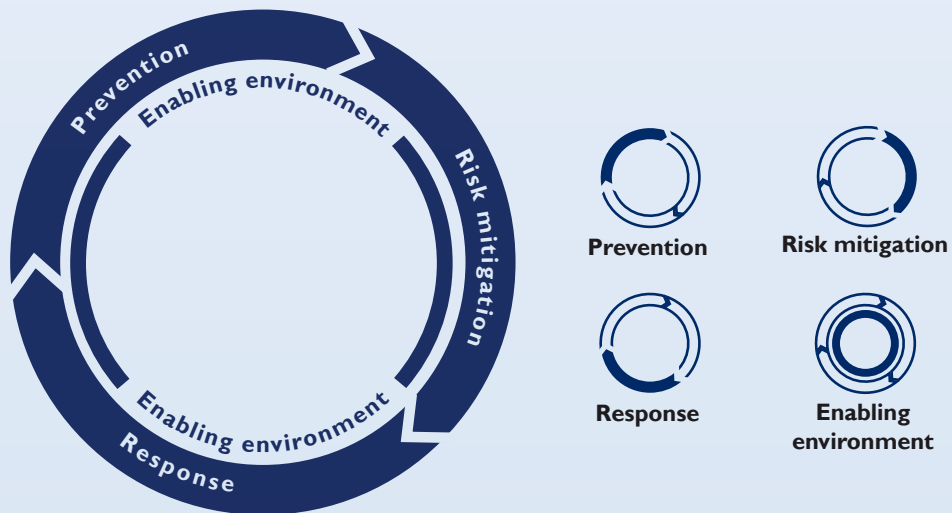 Prevention
Enabling environment
Risk mitigation
Enabling environment
Response
Prevention
Risk mitigation
Response
Enabling
environment